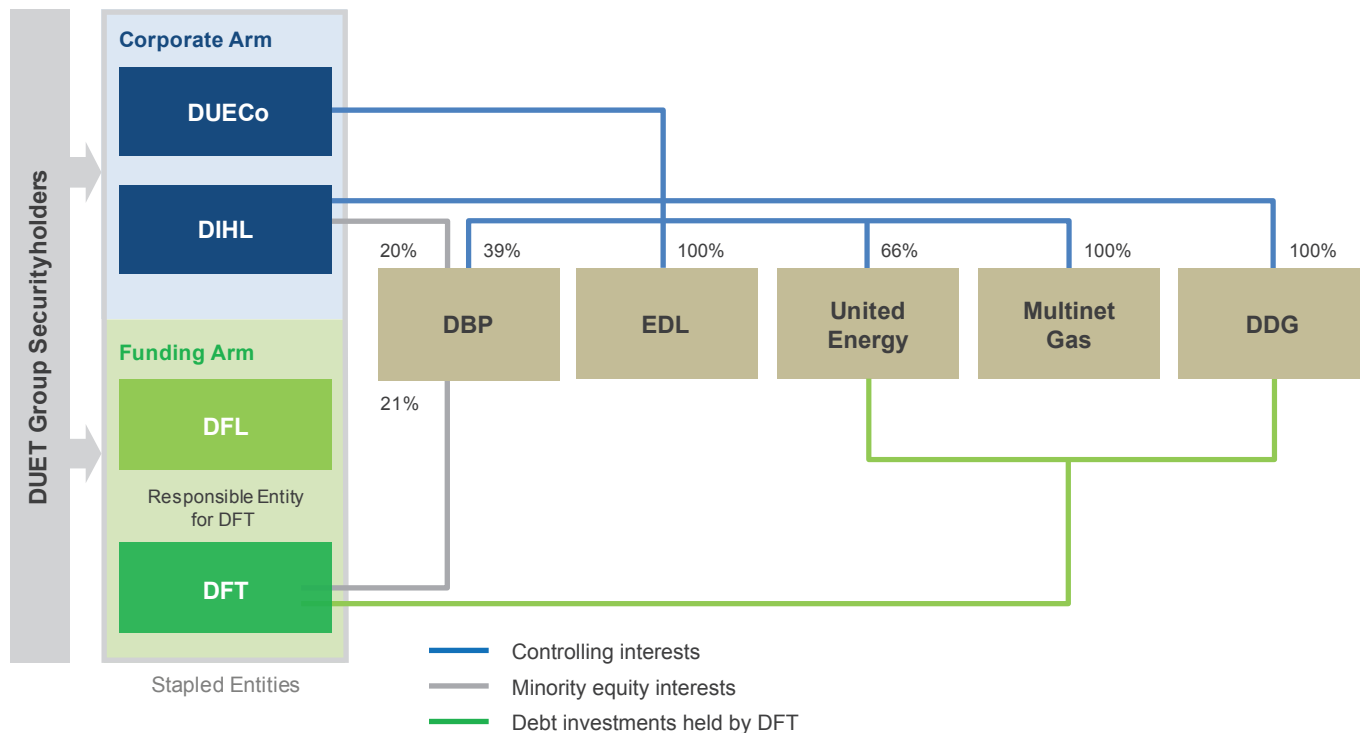 DUET Group Securityholders
Corporate Arm
DUECo
DIHL
Funding Arm
DFL
Responsible Entity
for DFT
DFT
Stapled Entities
20%
39%
100%
66%
100%
100%
DBP
EDL
United
Energy
Multinet
Gas
DDG
21%
Controlling interests
Minority equity interests
Debt investments held by DFT